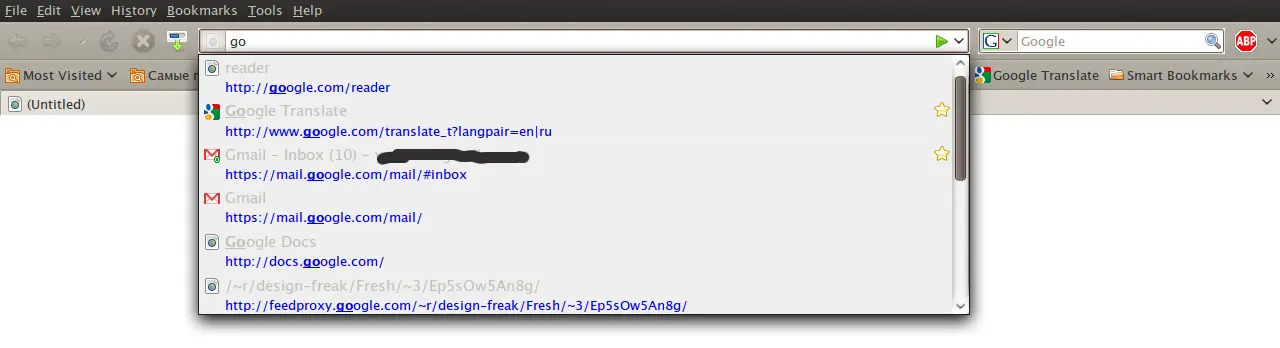 File Edit View History Bookmarks Tools Help
go
Google
ABP
Most Visited
Самые
Google Translate
Smart Bookmarks
»
(Untitled)
reader
http://google.com/reader
Google Translate
http://www.google.com/translate_t?langpair=en|ru
Gmail – Inbox (10) –
https://mail.google.com/mail/#inbox
Gmail
https://mail.google.com/mail/
Google Docs
http://docs.google.com/
/~r/design-freak/Fresh/~3/Ep5sOw5An8g/
http://feedproxy.google.com/~r/design-freak/Fresh/~3/Ep5sOw5An8g/